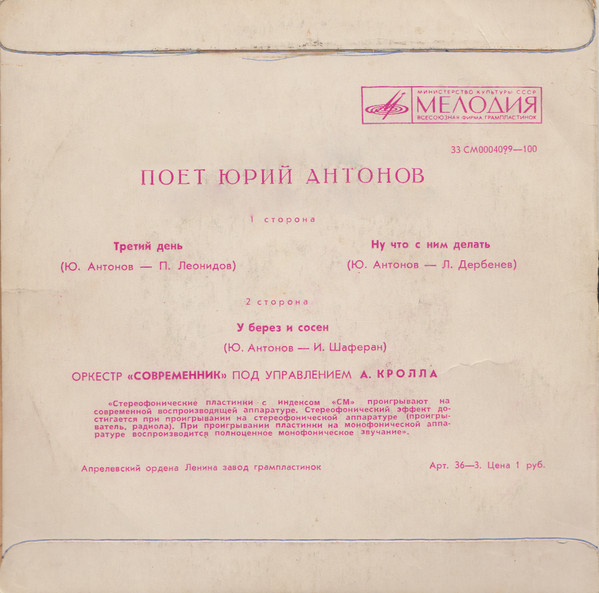 МИНИСТЕРСТВО КУЛЬТУРЫ СССР
МЕЛОДИЯ
ВСЕСОЮЗНАЯ ФИРМА ГРАМПЛАСТИНОК
33 СМ0004099—100
ПОЕТ ЮРИЙ АНТОНОВ
1 сторона
Третий день
(Ю. Антонов — П. Леонидов)
Ну что с ним делать
(Ю. Антонов — Л. Дербенев)
2 сторона
У берез и сосен
(Ю. Антонов — И. Шаферан)
ОРКЕСТР «СОВРЕМЕННИК» ПОД УПРАВЛЕНИЕМ А. КРОЛЛА
«Стереофонические пластинки с индексом «СМ» проигрывают на
современной воспроизводящей аппаратуре. Стереофонический эффект до-
стигается при проигрывании на стереофонической аппаратуре (проигры-
ватель, радиола). При проигрывании пластинки на монофонической аппа-
ратуре воспроизводится полноценное монофоническое звучание».
Апрелевский ордена Ленина завод грампластинок
Арт. 36—3. Цена 1 руб.